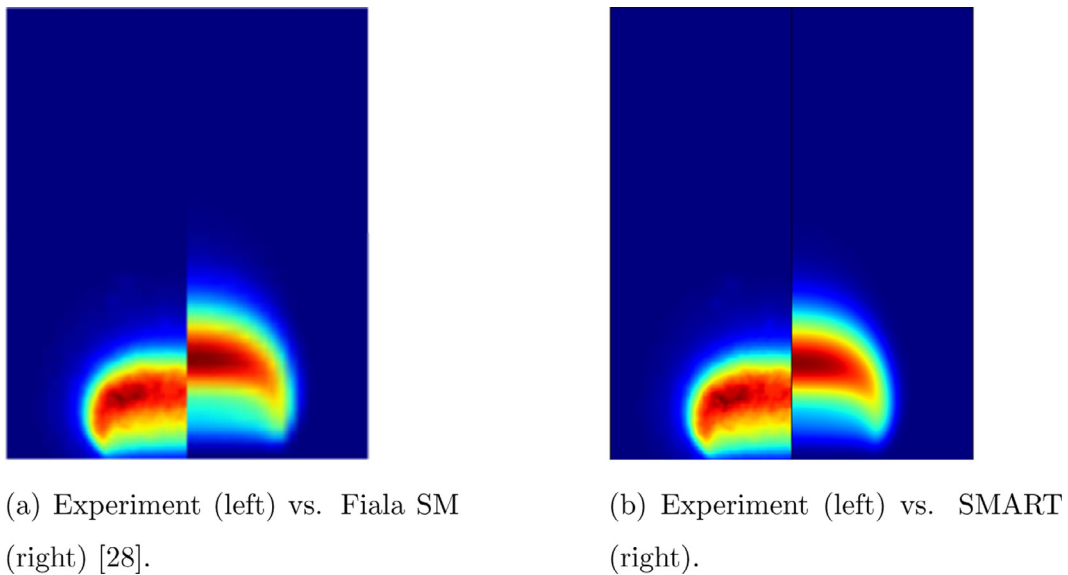 (a) Experiment (left) vs. Fiala SM
(right) [28].
(b) Experiment (left) vs. SMART
(right).